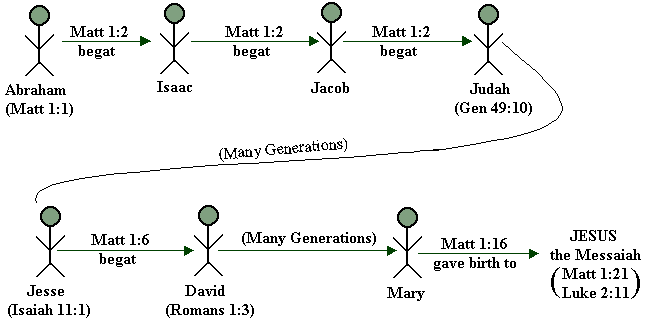 Matt 1:2
begat
Matt 1:2
begat
Matt 1:2
begat
Abraham
(Matt 1:1)
Isaac
Jacob
Judah
(Gen 49:10)
(Many Generations)
Matt 1:6
begat
(Many Generations)
Matt 1:16
gave birth to
JESUS
the Messaiah
(Matt 1:21
Luke 2:11)
Jesse
(Isaiah 11:1)
David
(Romans 1:3)
Mary